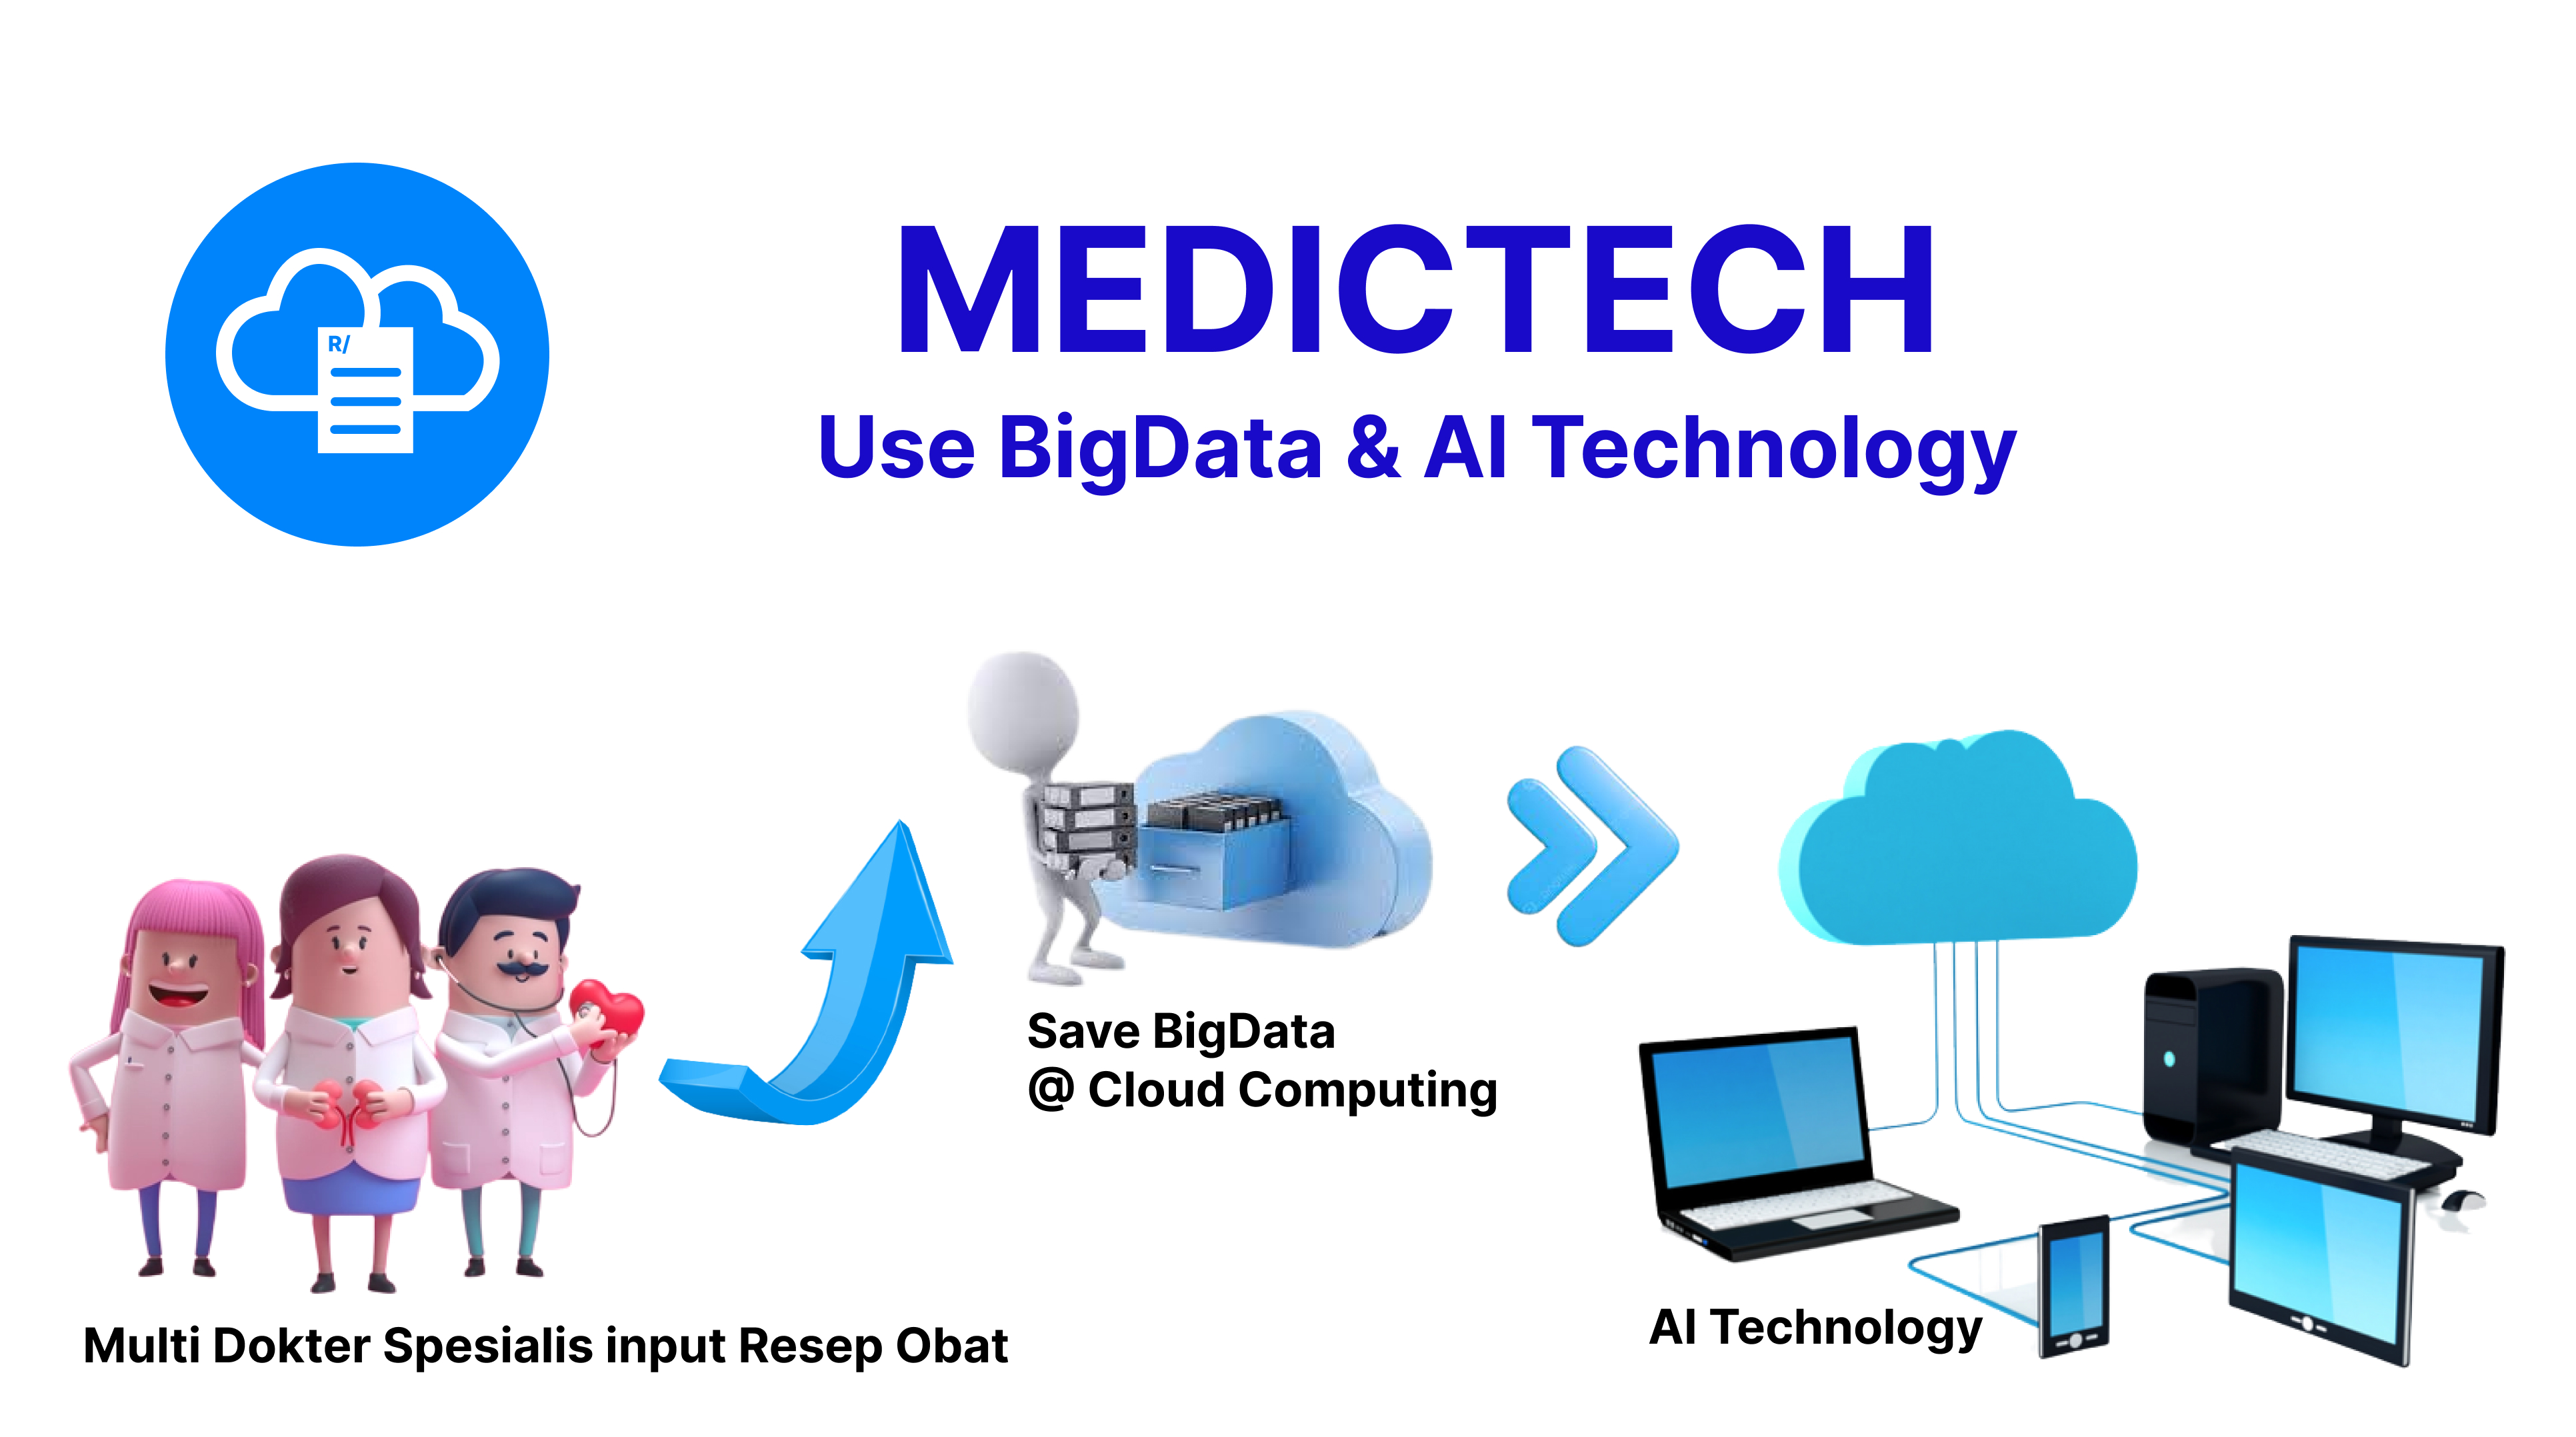 R/
MEDICTECH
Use BigData & AI Technology
Save BigData
@ Cloud Computing
Multi Dokter Spesialis input Resep Obat
AI Technology